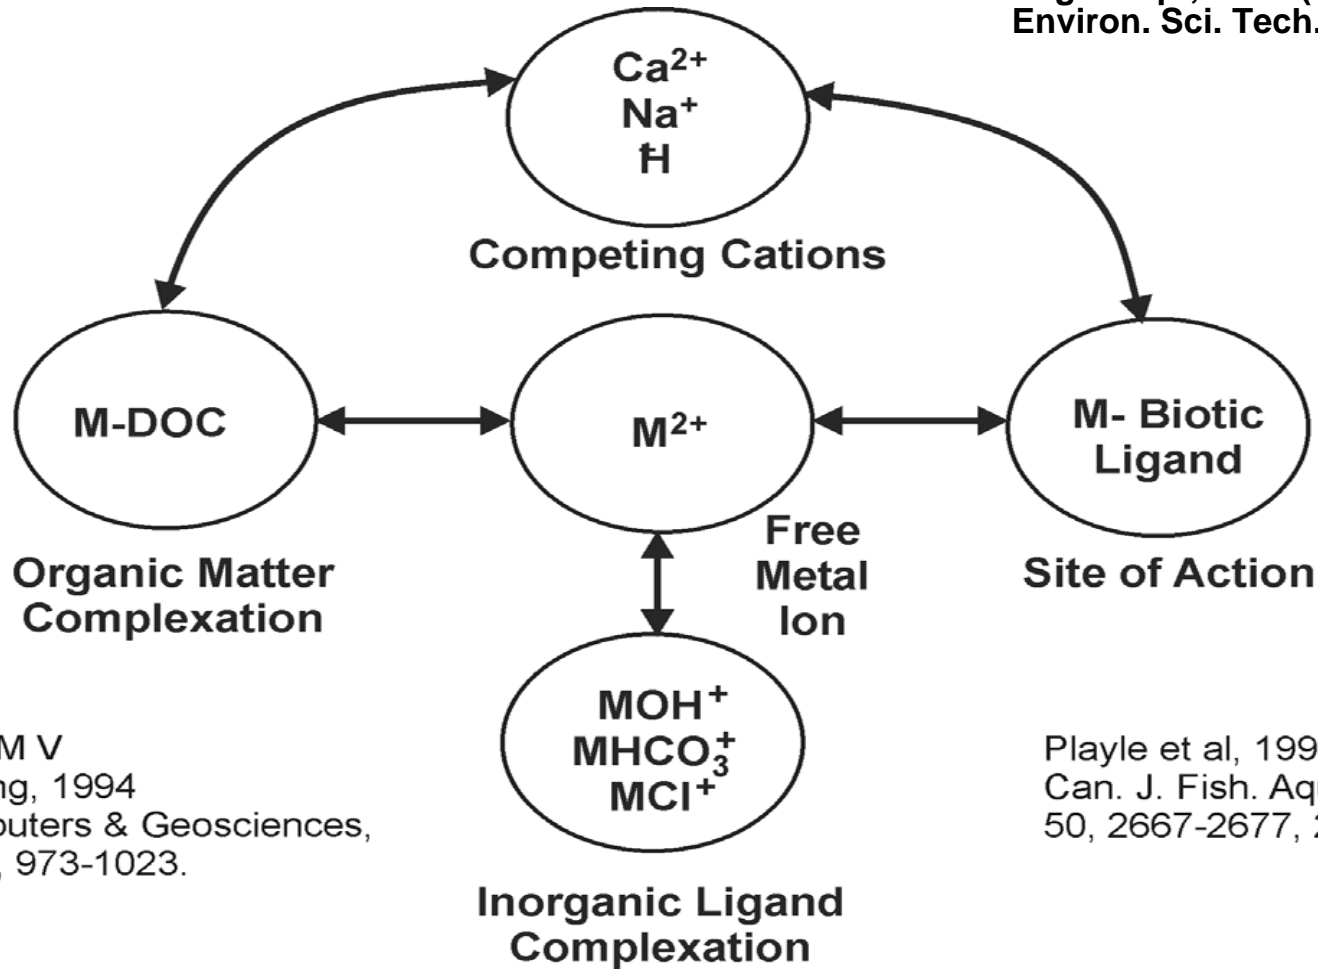 Environ. Sci. Tech.
Ca²⁺
Na⁺
H⁺
Competing Cations
M-DOC
M²⁺
M- Biotic
Ligand
Free
Metal
Ion
Organic Matter
Complexation
Site of Action
MOH⁺
MHCO₃⁺
MCl⁺
Inorganic Ligand
Complexation
M V
ng, 1994
outers & Geosciences,
, 973-1023.
Playle et al, 199
Can. J. Fish. Aqu
50, 2667-2677, 2